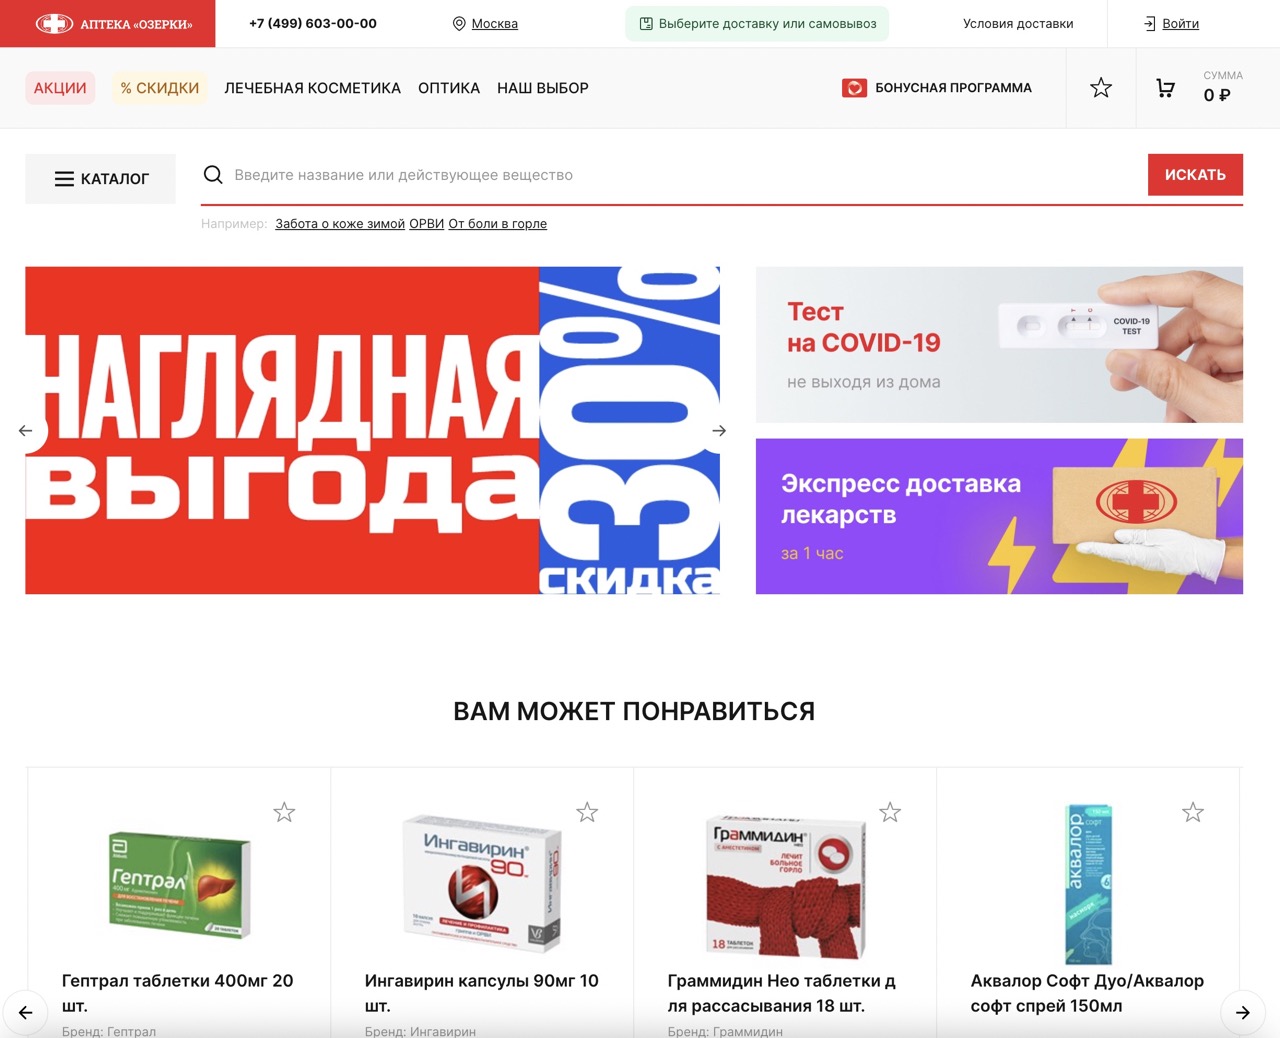 АПТЕКА «ОЗЕРКИ»
+7 (499) 603-00-00
Москва
Выберите доставку или самовывоз
Условия доставки
Войти
АКЦИИ
% СКИДКИ
ЛЕЧЕБНАЯ КОСМЕТИКА
ОПТИКА
НАШ ВЫБОР
БОНУСНАЯ ПРОГРАММА
СУММА
0 ₽
КАТАЛОГ
Введите название или действующее вещество
ИСКАТЬ
Например: Забота о коже зимой ОРВИ От боли в горле
НАГЛЯДНАЯ
выгода
30%
скидка
Тест
на COVID-19
не выходя из дома
T C
COVID-19
TEST
Экспресс доставка
лекарств
за 1 час
ВАМ МОЖЕТ ПОНРАВИТЬСЯ
Гептрал
400 мг
Ингавирин®
90
Граммидин®
нео
С АНЕСТЕТИКОМ
ЛЕЧИТ
БОЛЬНОЕ
ГОРЛО
18 ТАБЛЕТОК
аквалор
софт
Гептрал таблетки 400мг 20
шт.
Бренд: Гептрал
Ингавирин капсулы 90мг 10
шт.
Бренд: Ингавирин
Граммидин Нео таблетки д
ля рассасывания 18 шт.
Бренд: Граммидин
Аквалор Софт Дуо/Аквалор
софт спрей 150мл